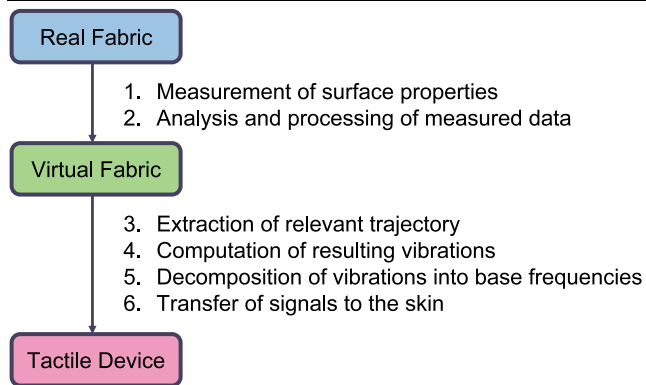 Real Fabric
1. Measurement of surface properties
2. Analysis and processing of measured data
Virtual Fabric
3. Extraction of relevant trajectory
4. Computation of resulting vibrations
5. Decomposition of vibrations into base frequencies
6. Transfer of signals to the skin
Tactile Device